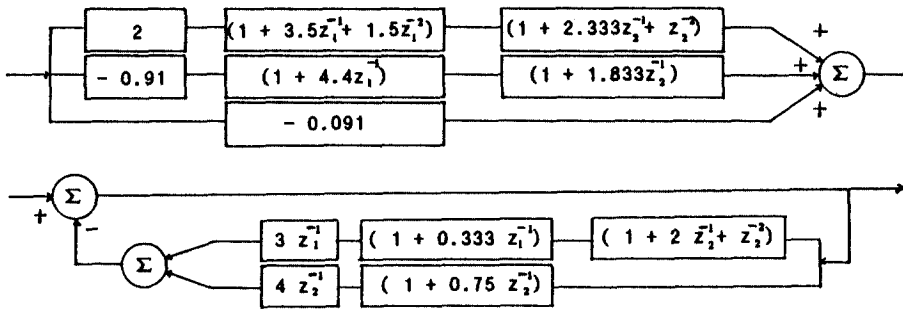 2 (1 + 3.5z₁⁻¹+ 1.5z₁⁻²) (1 + 2.333z₂⁻¹+ z₂⁻²) +
- 0.91 (1 + 4.4z₁⁻¹) (1 + 1.833z₂⁻¹) + Σ
- 0.091 +
Σ
+ -
3 z₁⁻¹ ( 1 + 0.333 z₁⁻¹) ( 1 + 2 z₂⁻¹+ z₂⁻²)
Σ
4 z₂⁻¹ ( 1 + 0.75 z₂⁻¹)